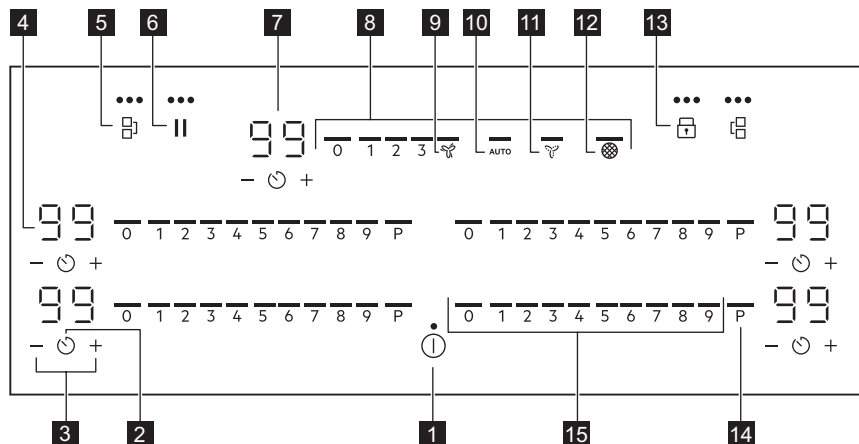 4 5 6 7 8 9 10 11 12 13
99 0 1 2 3 AUTO
− +
99 0 1 2 3 4 5 6 7 8 9 P 0 1 2 3 4 5 6 7 8 9 P 99
− + − +
99 0 1 2 3 4 5 6 7 8 9 P 0 1 2 3 4 5 6 7 8 9 P 99
− + − +
3 2 1 15 14